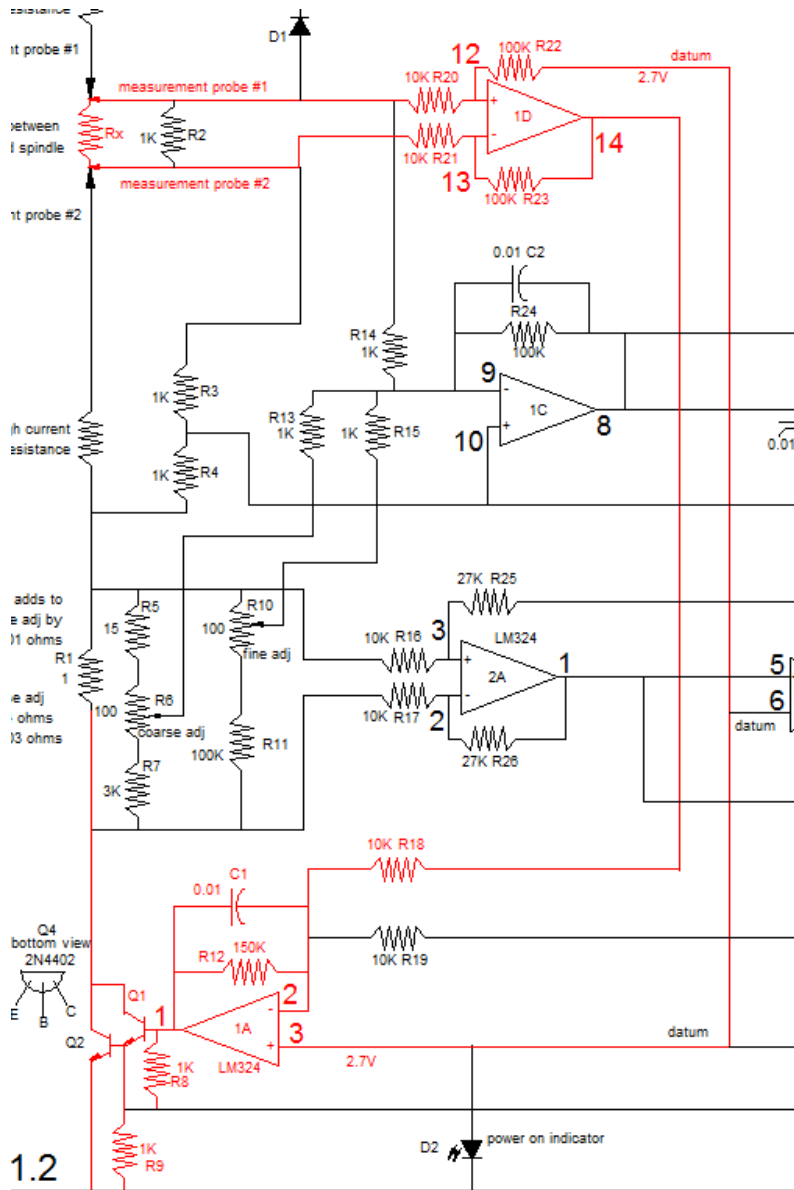 esistance
nt probe #1
D1
measurement probe #1
10K R20
12
100K R22
datum
2.7V
+
-
1D
14
between
d spindle
Rx
1K
R2
10K R21
13
100K R23
measurement probe #2
nt probe #2
0.01 C2
R24
100K
R14
1K
9
-
1C
10
+
8
0.01
1K
R3
R13
1K
1K
R15
gh current
esistance
1K
R4
adds to
e adj by
01 ohms
R5
15
R10
100
fine adj
27K R25
10K R16
3
LM324
+
2A
-
1
5
6
datum
R1
1
R6
100
coarse adj
10K R17
2
27K R26
se adj
ohms
03 ohms
R11
100K
R7
3K
10K R18
C1
0.01
Q4
bottom view
2N4402
E
B
C
R12
150K
10K R19
Q1
1
2
-
1A
3
+
LM324
datum
2.7V
Q2
1K
R8
D2
power on indicator
1K
R9
1.2